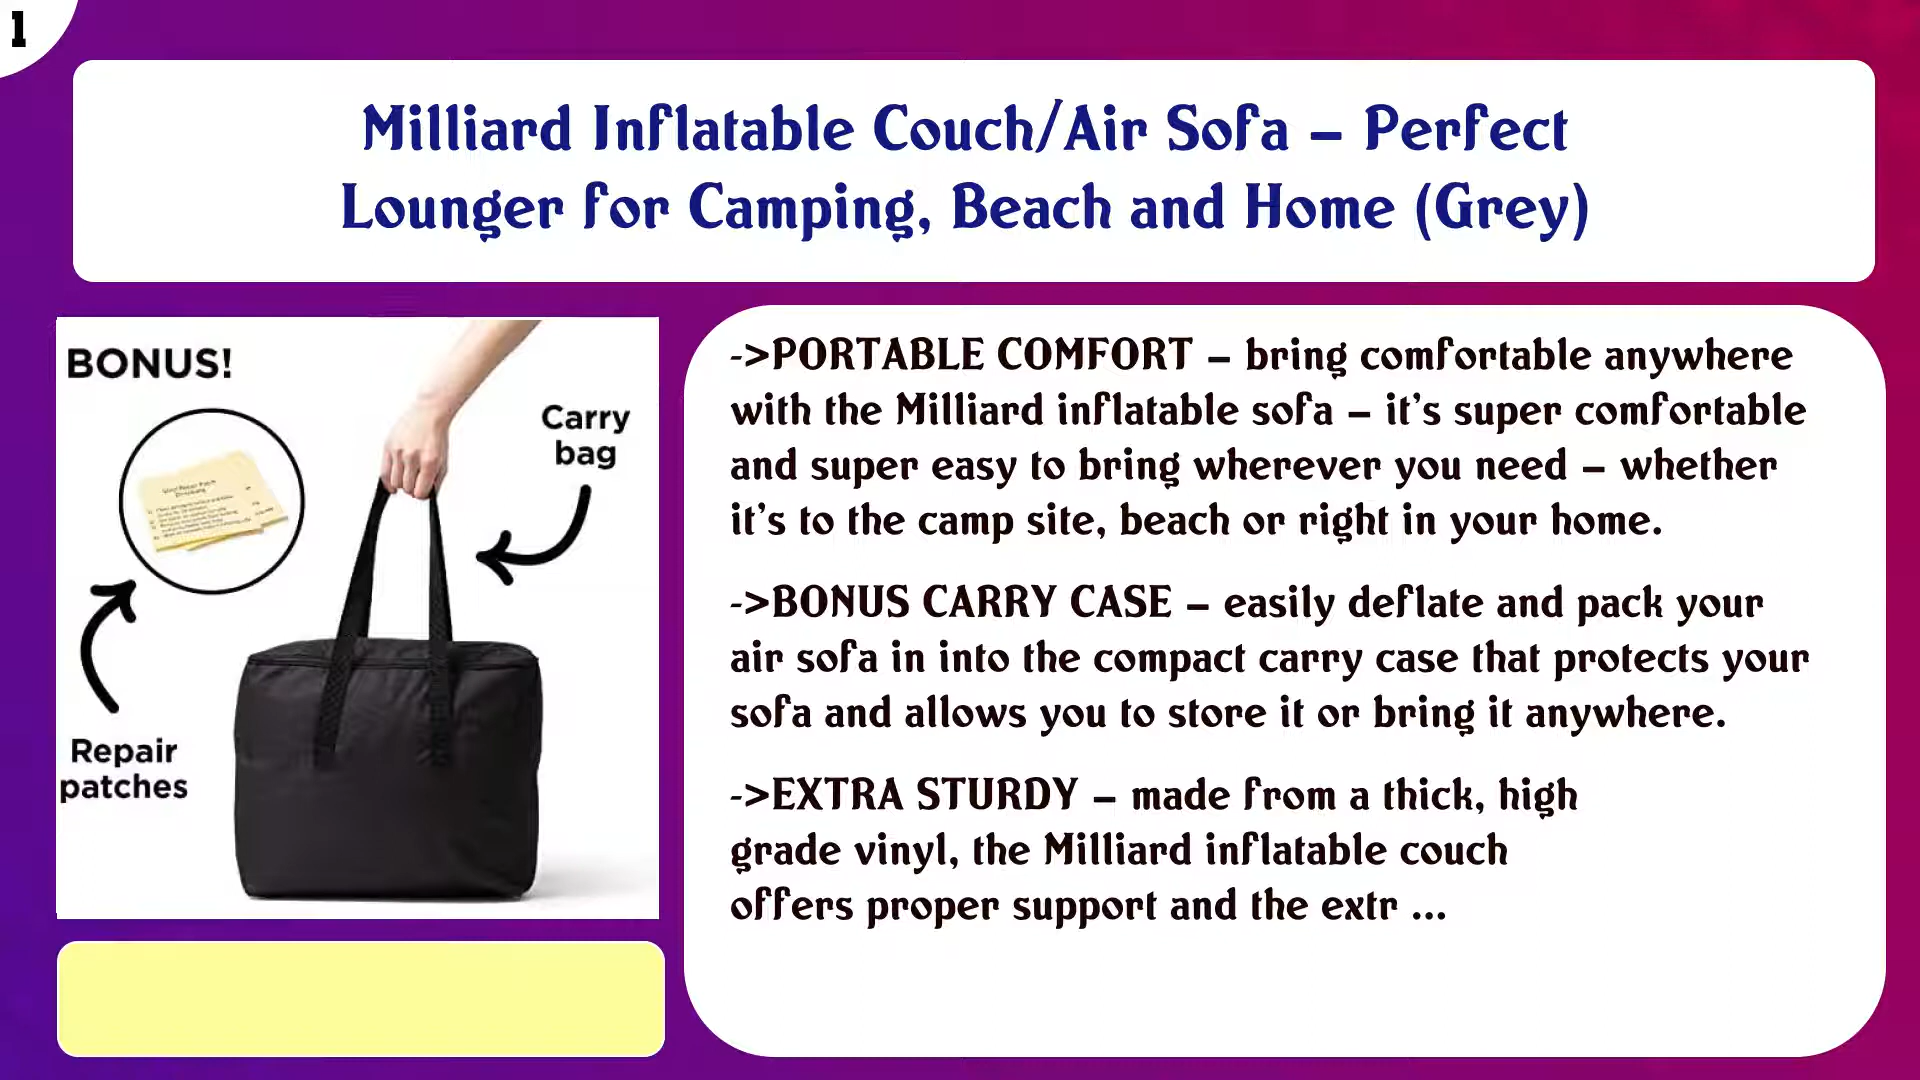 1
Milliard Inflatable Couch/Air Sofa – Perfect
Lounger for Camping, Beach and Home (Grey)
BONUS!
Carry
bag
Repair
patches
->PORTABLE COMFORT – bring comfortable anywhere
with the Milliard inflatable sofa – it's super comfortable
and super easy to bring wherever you need – whether
it's to the camp site, beach or right in your home.
->BONUS CARRY CASE – easily deflate and pack your
air sofa in into the compact carry case that protects your
sofa and allows you to store it or bring it anywhere.
->EXTRA STURDY – made from a thick, high
grade vinyl, the Milliard inflatable couch
offers proper support and the extr ...